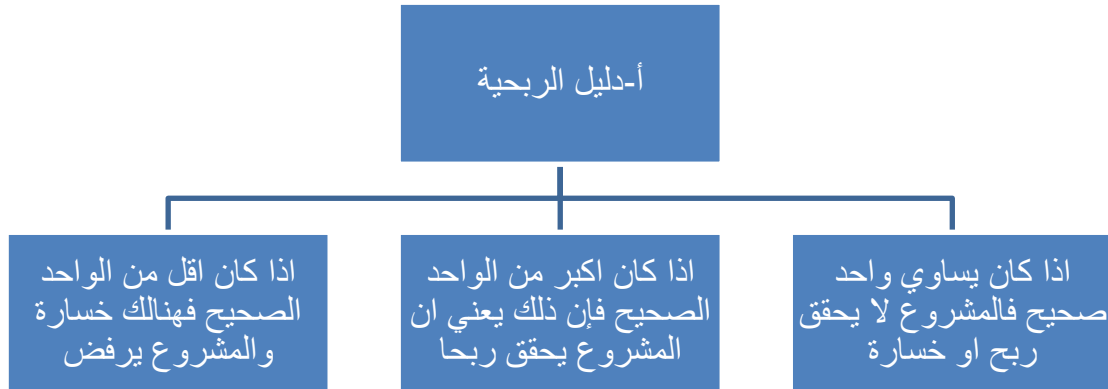 أ-دليل الربحية
اذا كان يساوي واحد
صحيح فالمشروع لا يحقق
ربح او خسارة
اذا كان اكبر من الواحد
الصحيح فإن ذلك يعني ان
المشروع يحقق ربحا
اذا كان اقل من الواحد
الصحيح فهنالك خسارة
والمشروع يرفض